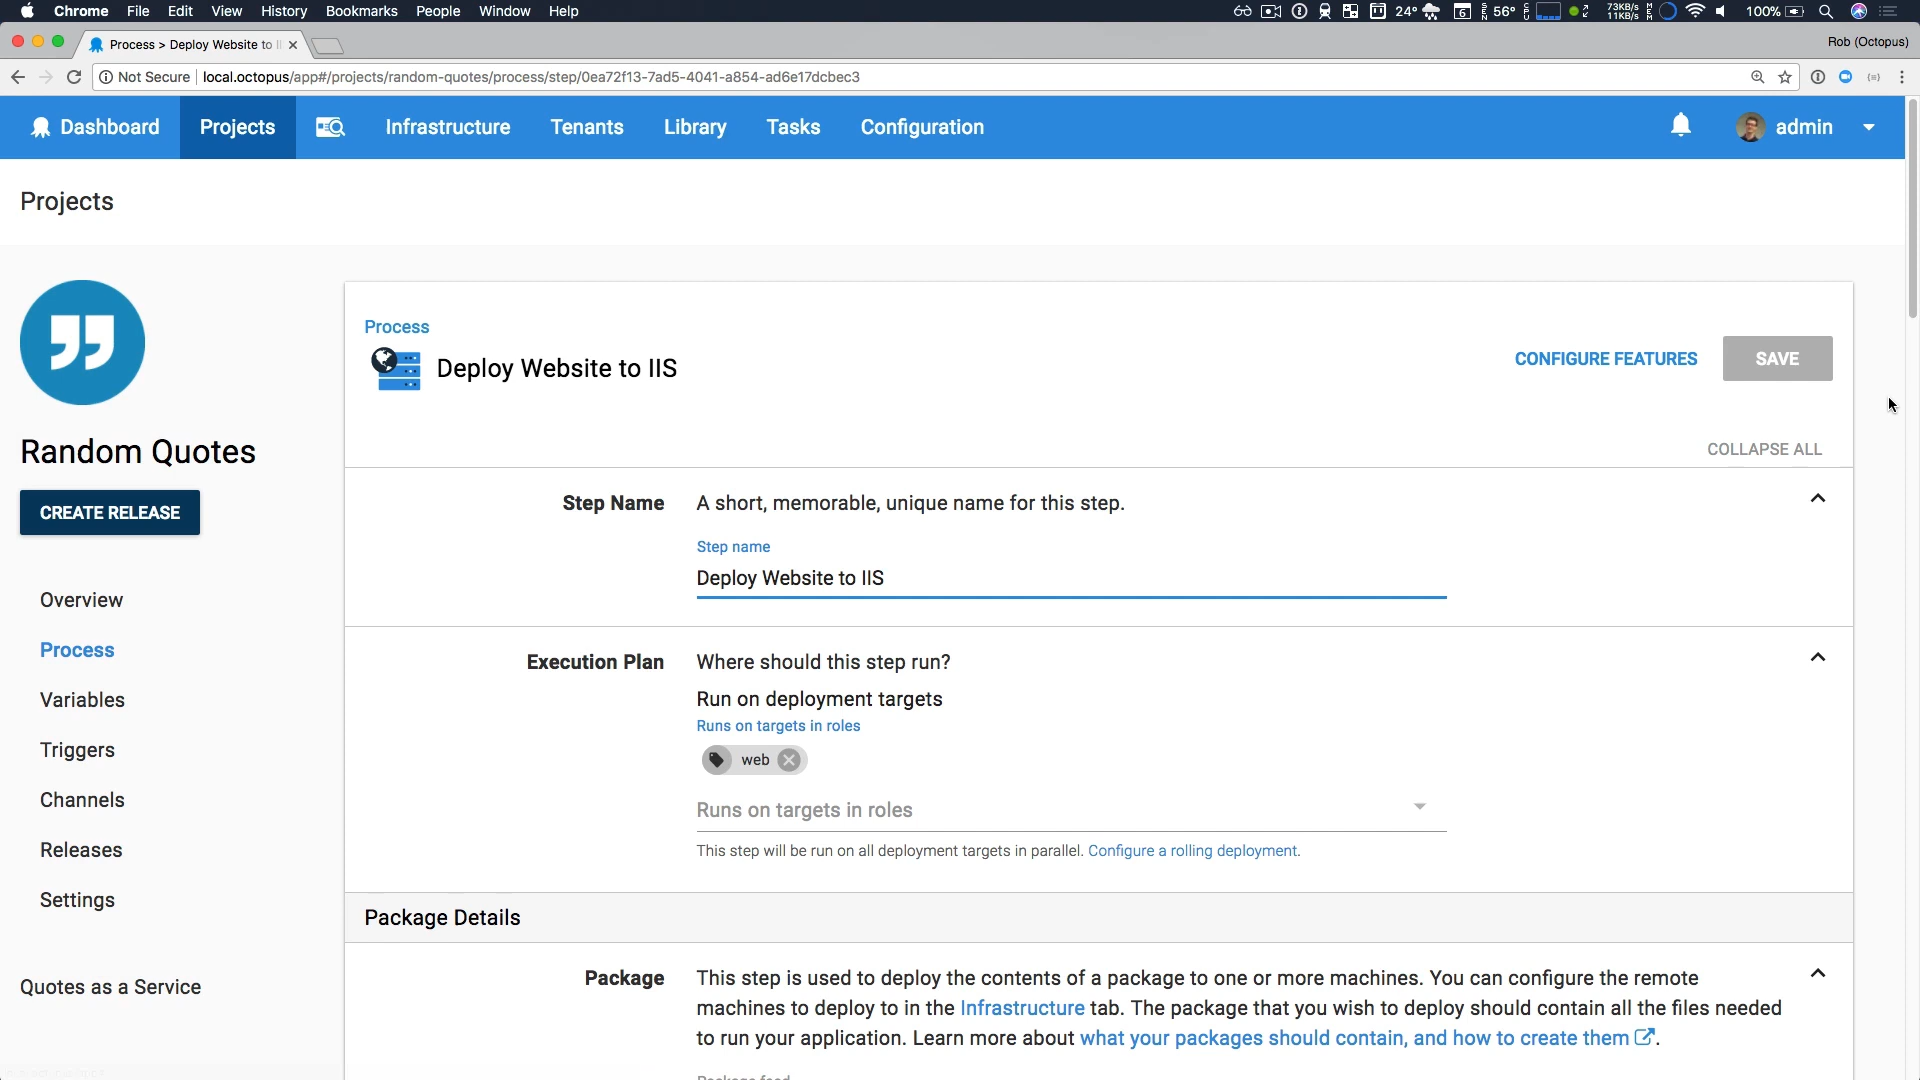 Chrome File Edit View History Bookmarks People Window Help
24° 6 56° 73KB/s 11KB/s 100%
Process > Deploy Website to
Rob (Octopus)
Not Secure local.octopus/app#/projects/random-quotes/process/step/0ea72f13-7ad5-4041-a854-ad6e17dcbec3
Dashboard Projects Infrastructure Tenants Library Tasks Configuration admin
Projects
Process
Deploy Website to IIS
CONFIGURE FEATURES SAVE
COLLAPSE ALL
Random Quotes
CREATE RELEASE
Overview
Process
Variables
Triggers
Channels
Releases
Settings
Quotes as a Service
Step Name A short, memorable, unique name for this step.
Step name
Deploy Website to IIS
Execution Plan Where should this step run?
Run on deployment targets
Runs on targets in roles
web
Runs on targets in roles
This step will be run on all deployment targets in parallel. Configure a rolling deployment.
Package Details
Package This step is used to deploy the contents of a package to one or more machines. You can configure the remote
machines to deploy to in the Infrastructure tab. The package that you wish to deploy should contain all the files needed
to run your application. Learn more about what your packages should contain, and how to create them.